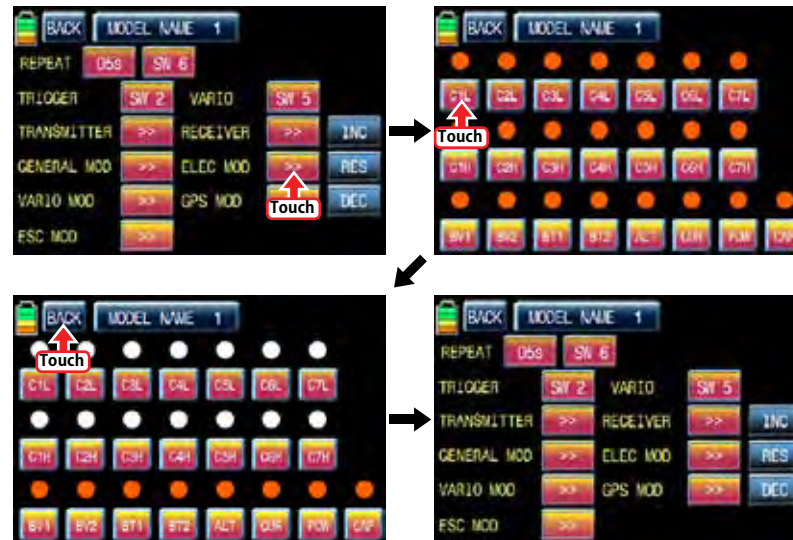 BACK MODEL NAME 1
REPEAT 05s SW 6
TRIGGER SW 2 VARIO SW 5
TRANSMITTER >> RECEIVER >> INC
GENERAL MOD >> ELEC MOD >> RES
VARIO MOD >> GPS MOD Touch DEC
ESC MOD >>
BACK MODEL NAME 1
C1L C2L C3L C4L C5L C6L C7L
Touch
C1H C2H C3H C4H C5H C6H C7H
BV1 BV2 BT1 BT2 ALT CUR POW CAP
BACK MODEL NAME 1
Touch
C1L C2L C3L C4L C5L C6L C7L
C1H C2H C3H C4H C5H C6H C7H
BV1 BV2 BT1 BT2 ALT CUR POW CAP
BACK MODEL NAME 1
REPEAT 05s SW 6
TRIGGER SW 2 VARIO SW 5
TRANSMITTER >> RECEIVER >> INC
GENERAL MOD >> ELEC MOD >> RES
VARIO MOD >> GPS MOD >> DEC
ESC MOD >>